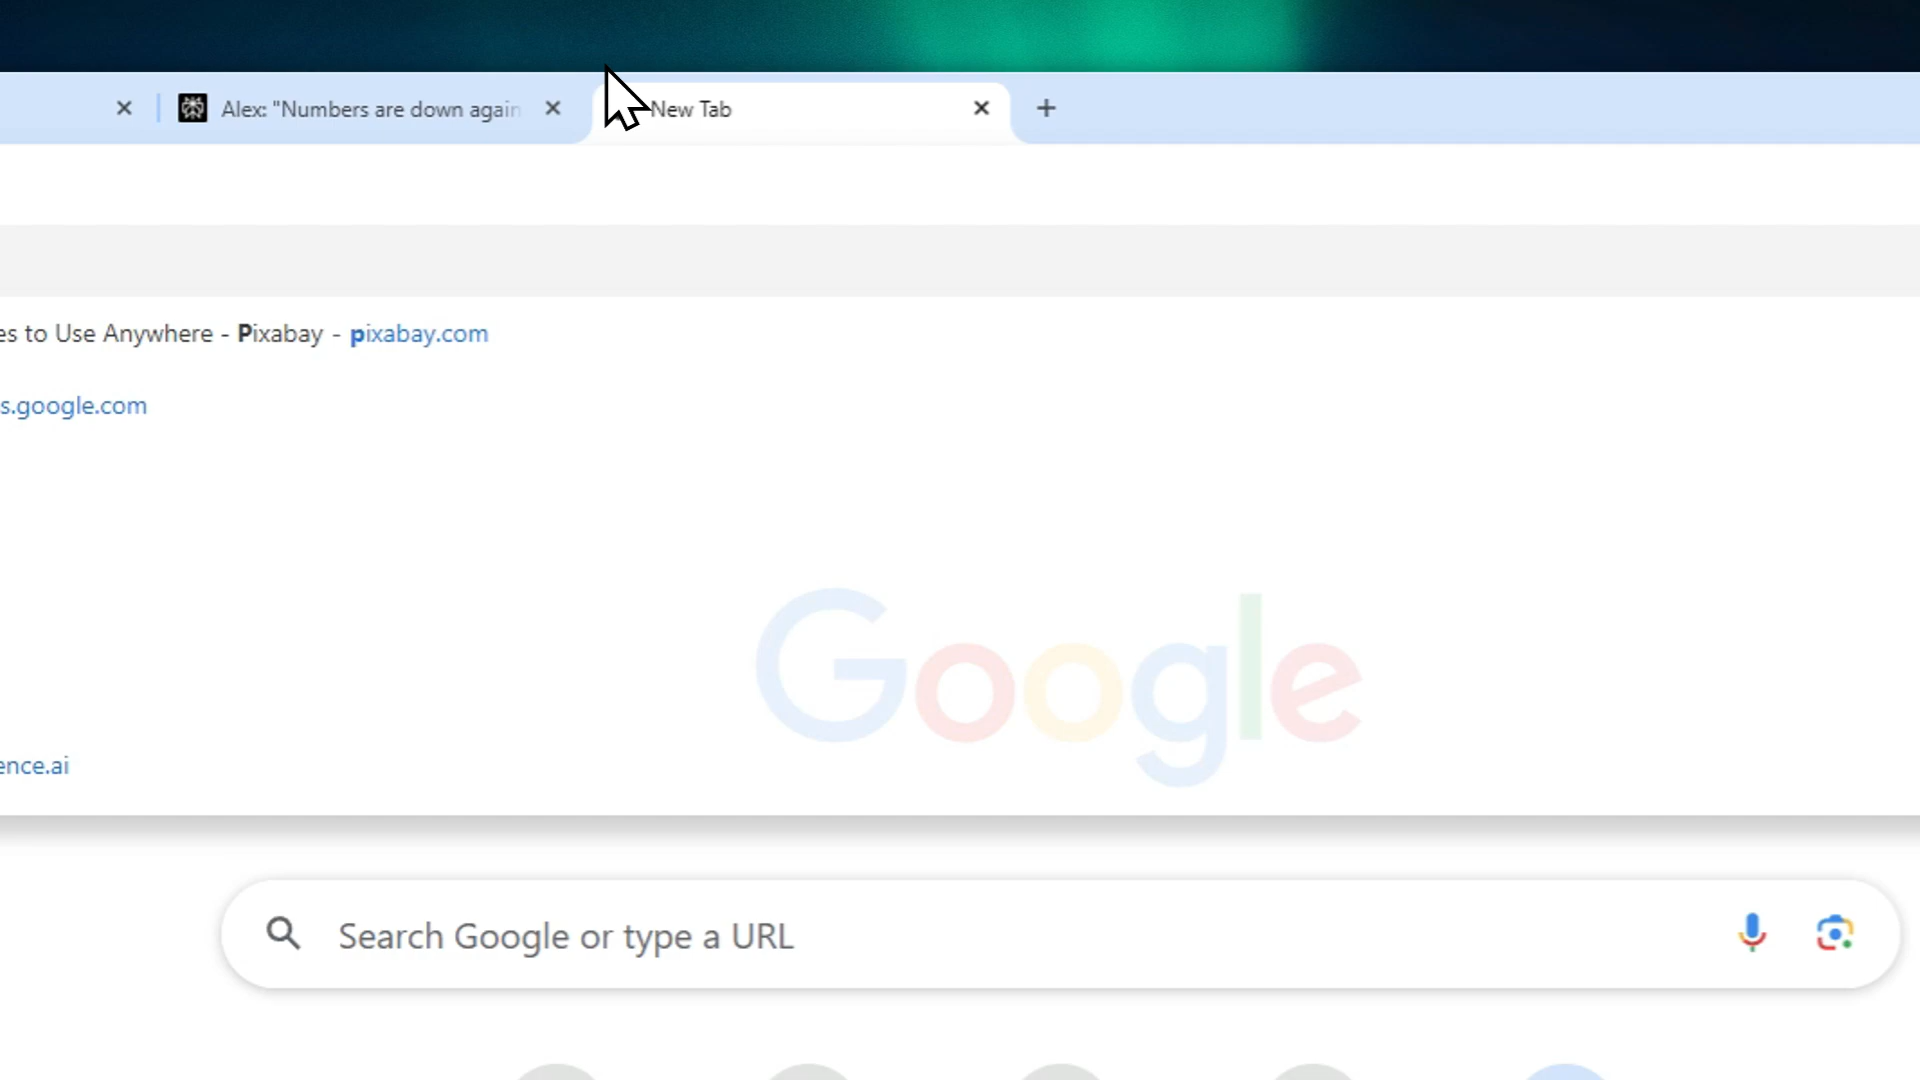 Alex: "Numbers are down again
New Tab
es to Use Anywhere - Pixabay - pixabay.com
s.google.com
Google
ence.ai
Search Google or type a URL